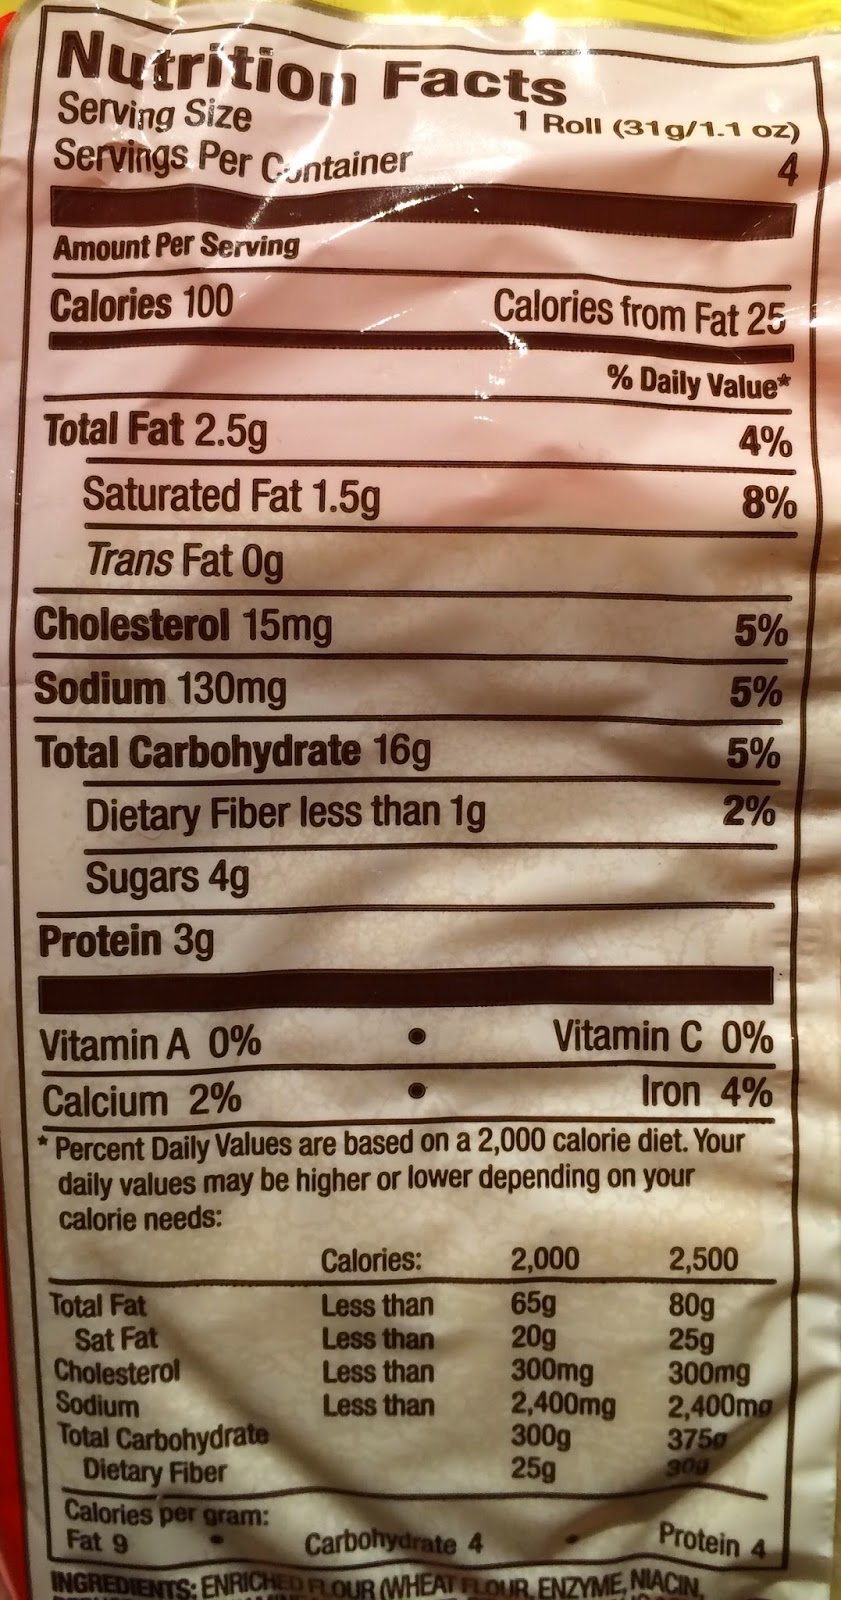 Nutrition Facts
Serving Size 1 Roll (31g/1.1 oz)
Servings Per Container 4
Amount Per Serving
Calories 100 Calories from Fat 25
% Daily Value*
Total Fat 2.5g 4%
Saturated Fat 1.5g 8%
Trans Fat 0g
Cholesterol 15mg 5%
Sodium 130mg 5%
Total Carbohydrate 16g 5%
Dietary Fiber less than 1g 2%
Sugars 4g
Protein 3g
Vitamin A 0% • Vitamin C 0%
Calcium 2% • Iron 4%
* Percent Daily Values are based on a 2,000 calorie diet. Your
daily values may be higher or lower depending on your
calorie needs:
Calories: 2,000 2,500
Total Fat Less than 65g 80g
Sat Fat Less than 20g 25g
Cholesterol Less than 300mg 300mg
Sodium Less than 2,400mg 2,400mg
Total Carbohydrate 300g 375g
Dietary Fiber 25g 30g
Calories per gram:
Fat 9 • Carbohydrate 4 • Protein 4
INGREDIENTS: ENRICHED FLOUR (WHEAT FLOUR, ENZYME, NIACIN,